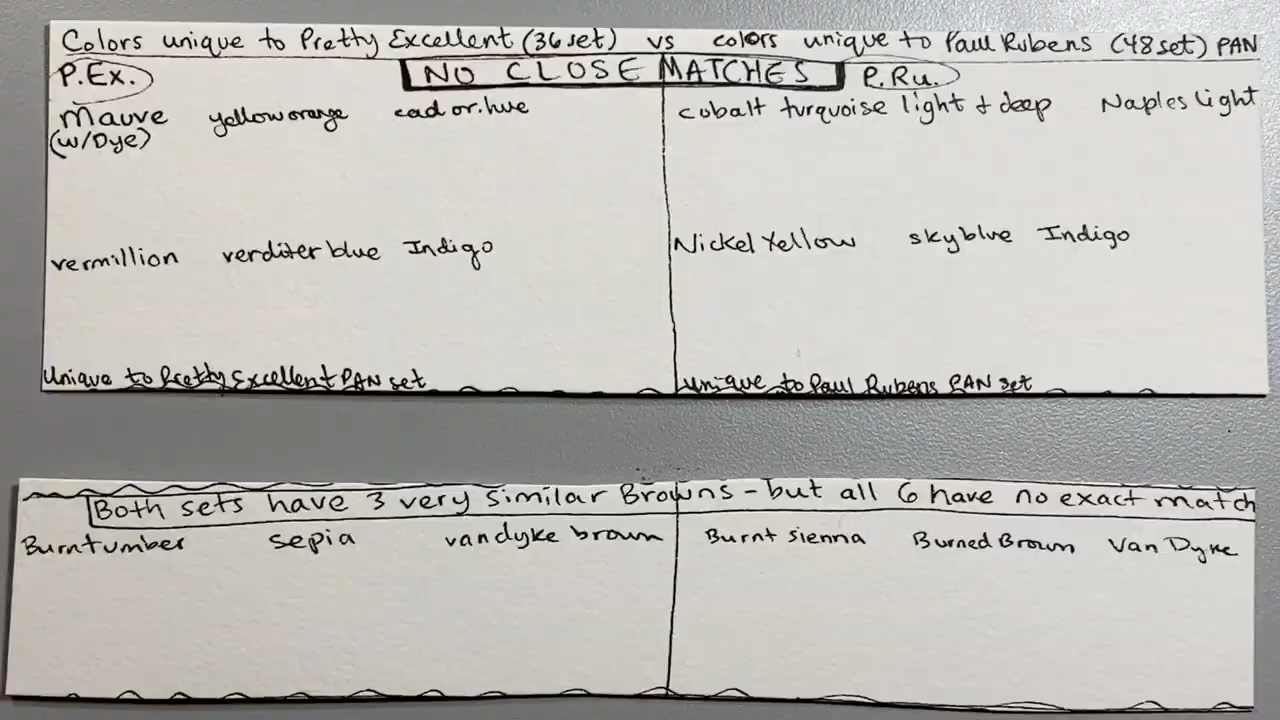 Colors unique to Pretty Excellent (36 set) vs colors unique to Paul Rubens (48 set) PAN
P.Ex. NO CLOSE MATCHES P.Ru.
Mauve yellow orange cad or. hue cobalt turquoise light + deep Naples Light
(w/Dye)
vermillion verditer blue Indigo Nickel Yellow sky blue Indigo
Unique to Pretty Excellent PAN set Unique to Paul Rubens PAN set
Both sets have 3 very similar Browns - but all 6 have no exact match
Burnt umber sepia vandyke brown Burnt sienna Burned Brown Van Dyke